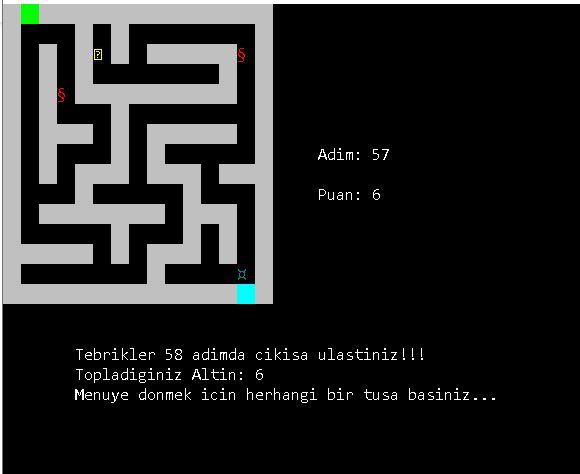 ?
§
§
Adim: 57
Puan: 6
¤
Tebrikler 58 adimda cikisa ulastiniz!!!
Topladiginiz Altin: 6
Menuye donmek icin herhangi bir tusa basiniz...